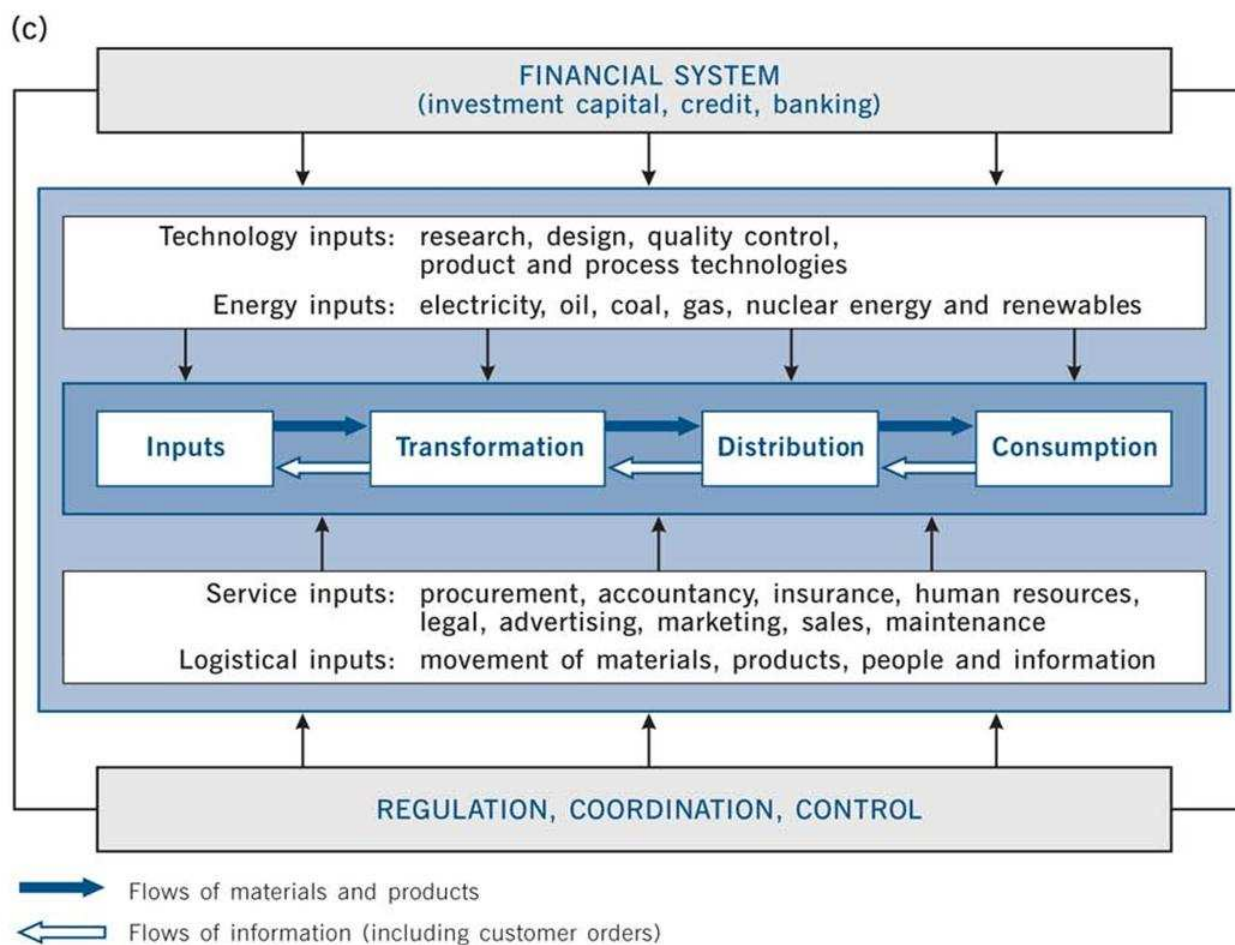 (c)
FINANCIAL SYSTEM
(investment capital, credit, banking)
Technology inputs: research, design, quality control,
product and process technologies
Energy inputs: electricity, oil, coal, gas, nuclear energy and renewables
Inputs Transformation Distribution Consumption
Service inputs: procurement, accountancy, insurance, human resources,
legal, advertising, marketing, sales, maintenance
Logistical inputs: movement of materials, products, people and information
REGULATION, COORDINATION, CONTROL
Flows of materials and products
Flows of information (including customer orders)